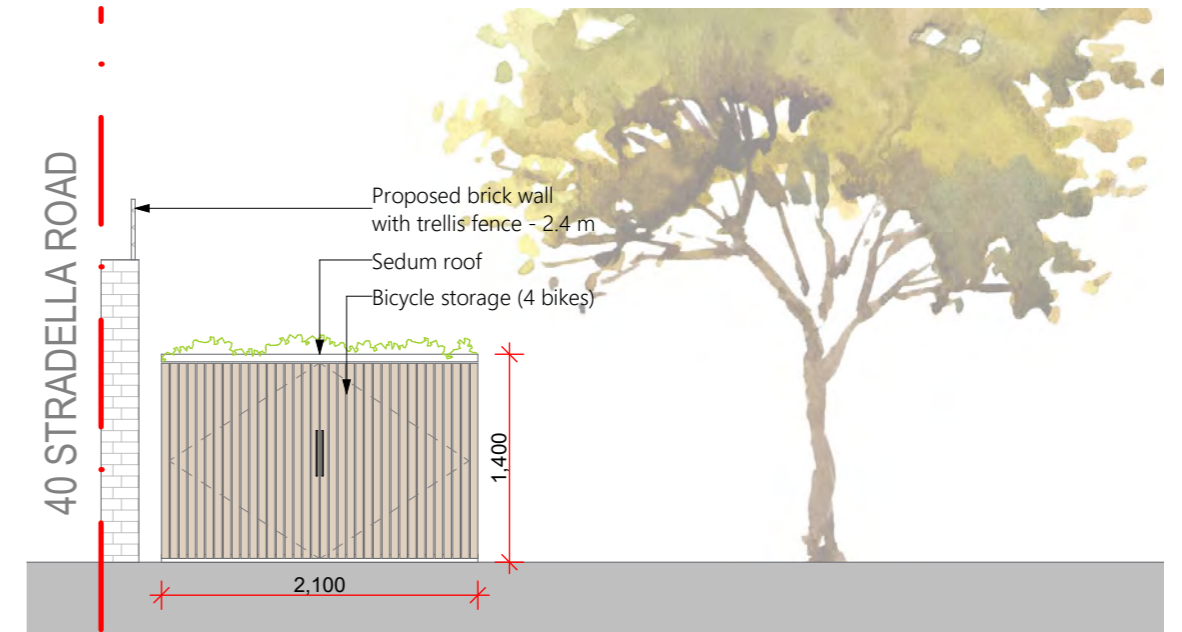 40 STRADELLA ROAD
Proposed brick wall
with trellis fence - 2.4 m
Sedum roof
Bicycle storage (4 bikes)
1,400
2,100